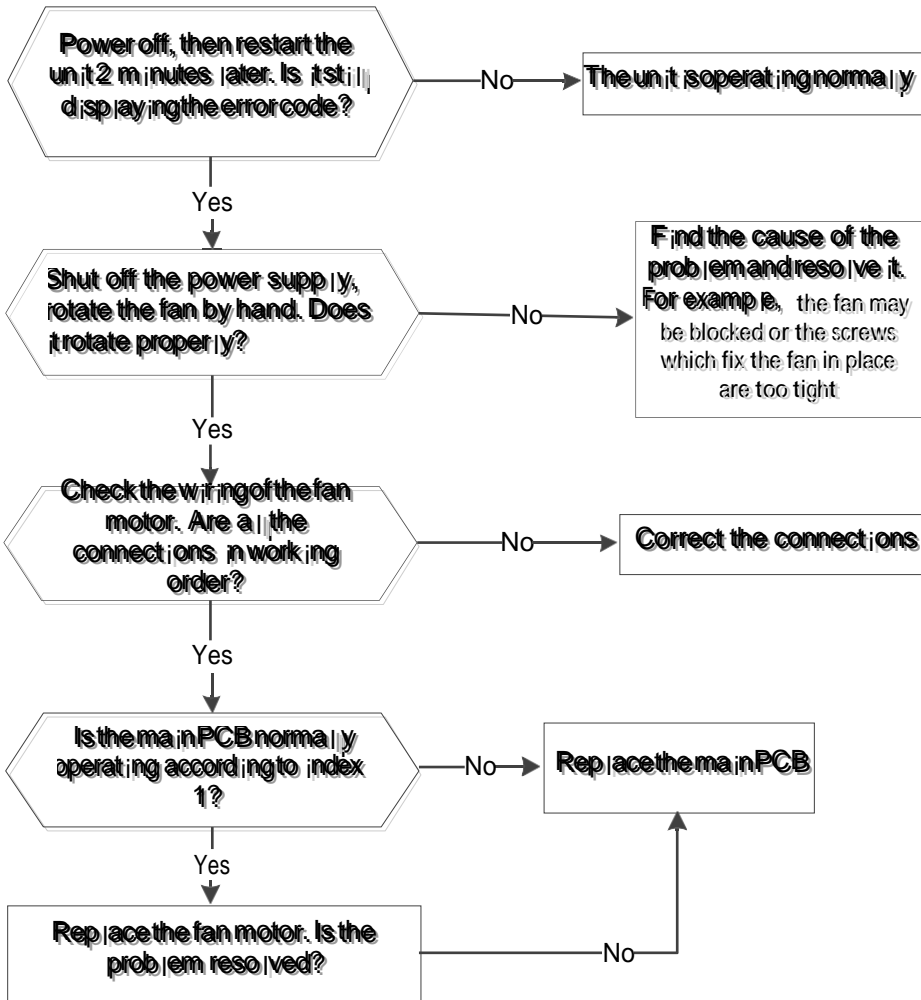 Power off, then restart the
unit 2 minutes later. Is it still
displaying the error code?
No
The unit is operating normally
Yes
Shut off the power supply,
rotate the fan by hand. Does
it rotate properly?
No
Find the cause of the
problem and resolve it.
For example, the fan may
be blocked or the screws
which fix the fan in place
are too tight
Yes
Check the wiring of the fan
motor. Are all the
connections in working
order?
No
Correct the connections
Yes
Is the main PCB normally
operating according to index
1?
No
Replace the main PCB
Yes
Replace the fan motor. Is the
problem resolved?
No